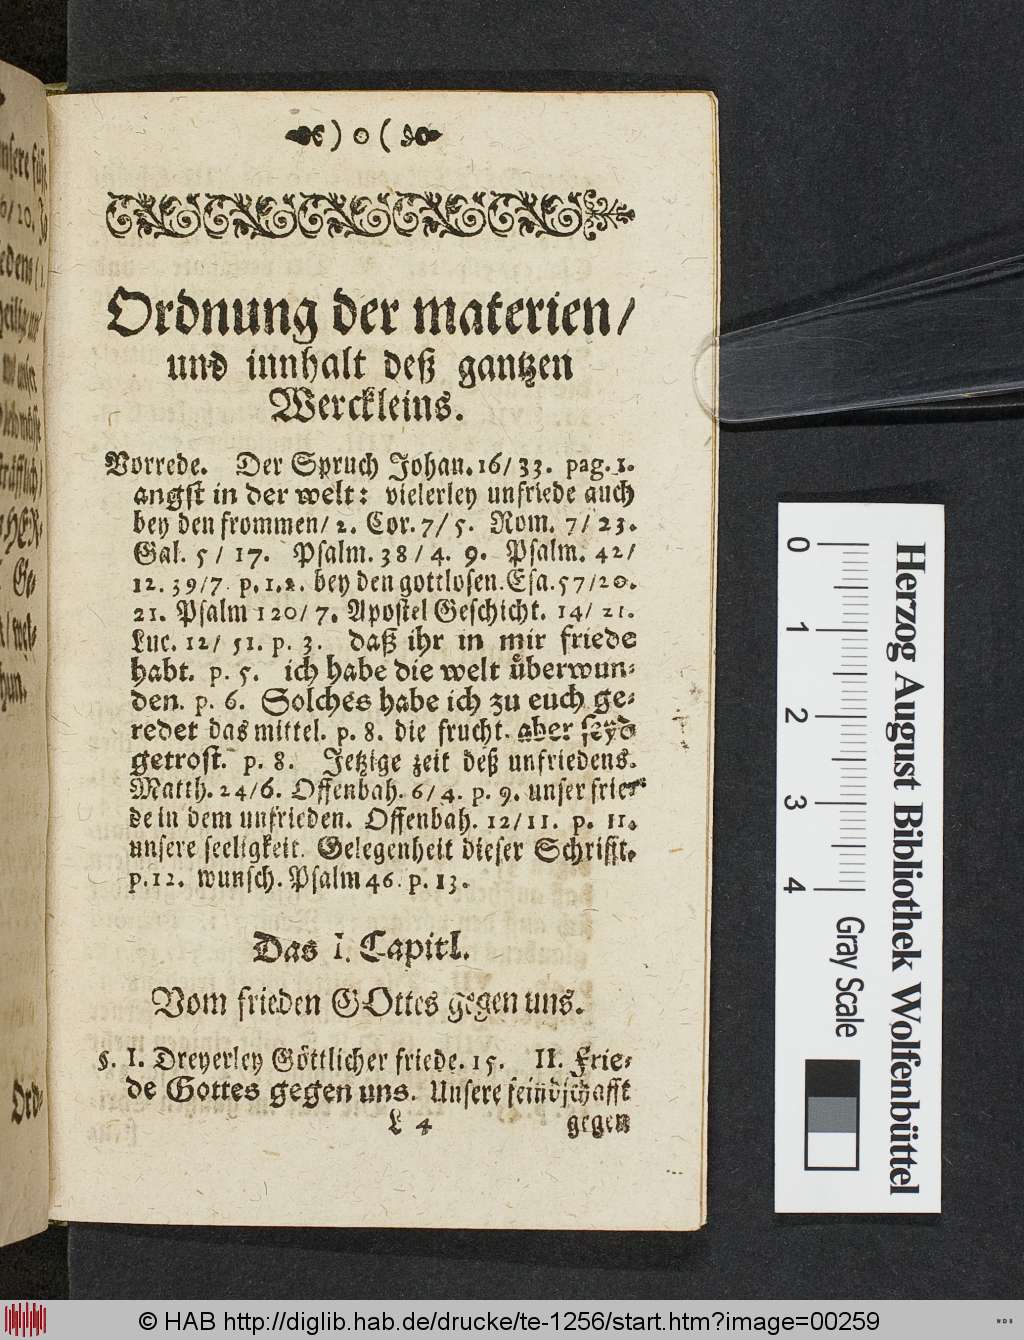 ) o (
Ordnung der materien/
und innhalt deß gantzen
Werckleins.
Vorrede. Der Spruch Johan. 16/ 33. pag. 1.
angst in der welt: vielerley unfriede auch
bey den frommen/ 2. Cor. 7/ 5. Rom. 7/ 23.
Gal. 5 / 17. Psalm. 38 / 4. 9. Psalm. 42/
12. 39/7. p. 1. 2. bey den gottlosen. Esa. 57/20.
21. Psalm 120/ 7. Apostel Geschicht. 14/ 21.
Luc. 12/ 51. p. 3. daß ihr in mir friede
habt. p. 5. ich habe die welt überwun-
den. p. 6. Solches habe ich zu euch ge-
redet das mittel. p. 8. die frucht. aber seyd
getrost. p. 8. Jetzige zeit deß unfriedens.
Matth. 24/6. Offenbah. 6/ 4. p. 9. unser frie-
de in dem unfrieden. Offenbah. 12/11. p. 11.
unsere seeligkeit. Gelegenheit dieser Schrifft.
p. 12. wunsch. Psalm 46. p. 13.
Das I. Capitl.
Vom frieden GOttes gegen uns.
§. I. Dreyerley Göttlicher friede. 15. II. Frie-
de Gottes gegen uns. Unsere feindschafft
L 4 gegen
Ord-
Herzog August Bibliothek Wolfenbüttel
0 1 2 3 4
Gray Scale
© HAB http://diglib.hab.de/drucke/te-1256/start.htm?image=00259